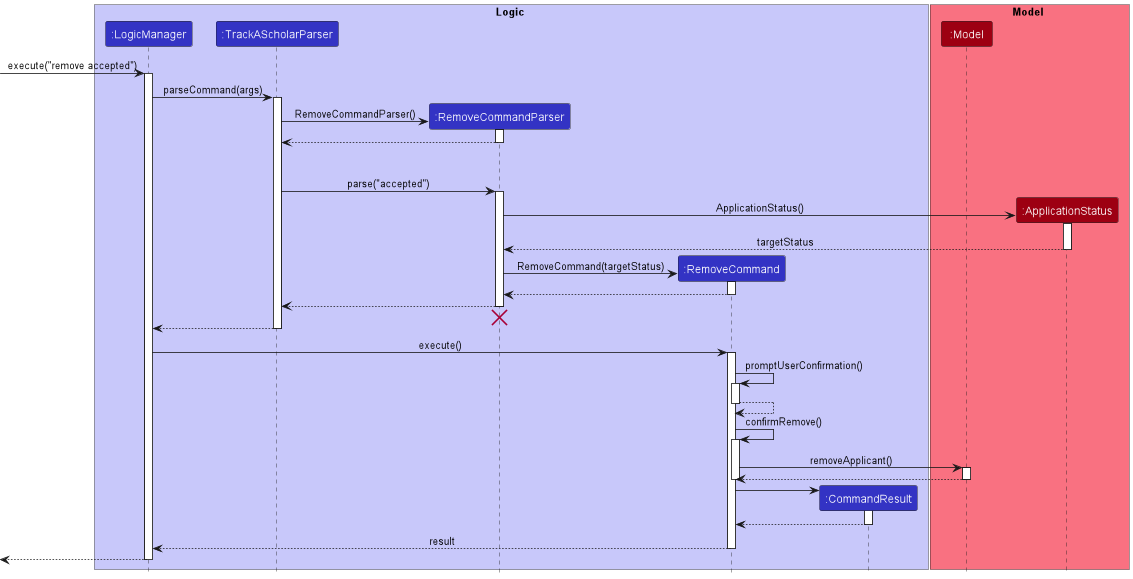 Logic
Model
:LogicManager
:TrackAScholarParser
:Model
execute("remove accepted")
parseCommand(args)
RemoveCommandParser()
:RemoveCommandParser
parse("accepted")
ApplicationStatus()
:ApplicationStatus
targetStatus
RemoveCommand(targetStatus)
:RemoveCommand
execute()
promptUserConfirmation()
confirmRemove()
removeApplicant()
:CommandResult
result